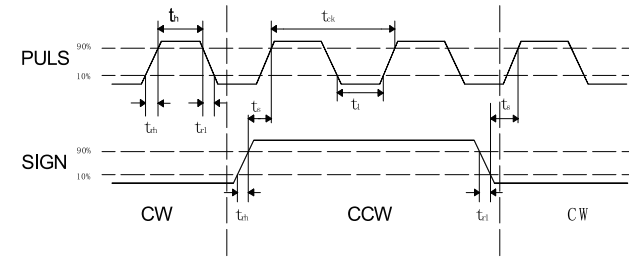 th
tck
PULS
90%
10%
ts
tl
ts
trh
trl
SIGN
90%
10%
trh
trl
CW
CCW
CW